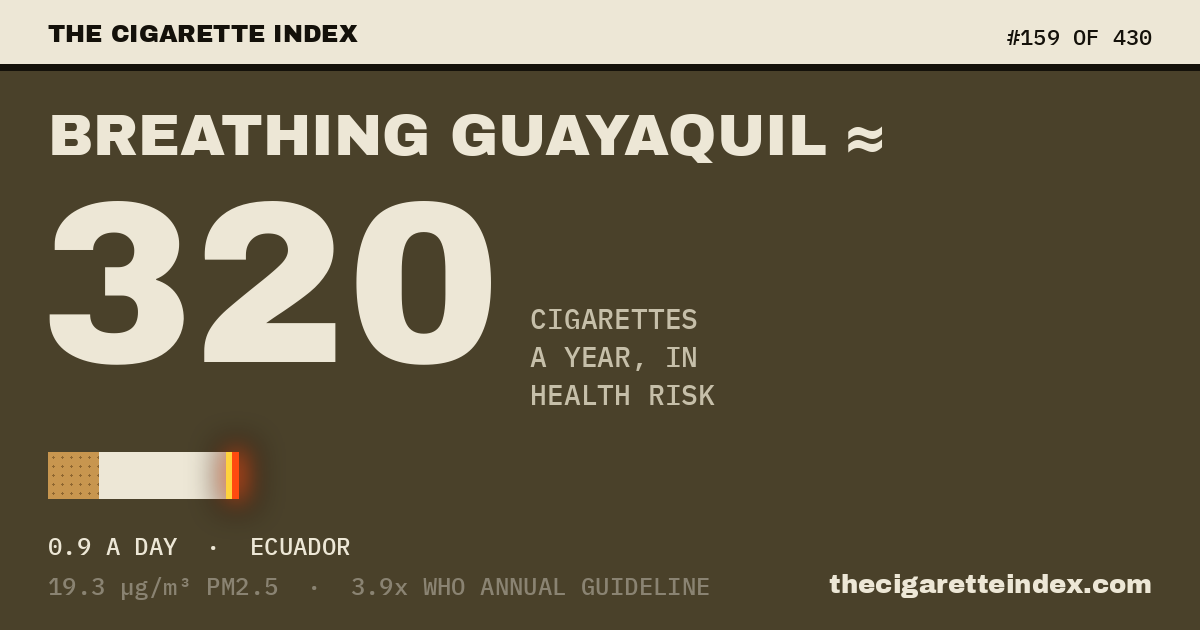 THE CIGARETTE INDEX
#159 OF 430
BREATHING GUAYAQUIL ≈
320
CIGARETTES
A YEAR, IN
HEALTH RISK
0.9 A DAY · ECUADOR
19.3 µg/m³ PM2.5 · 3.9x WHO ANNUAL GUIDELINE
thecigaretteindex.com